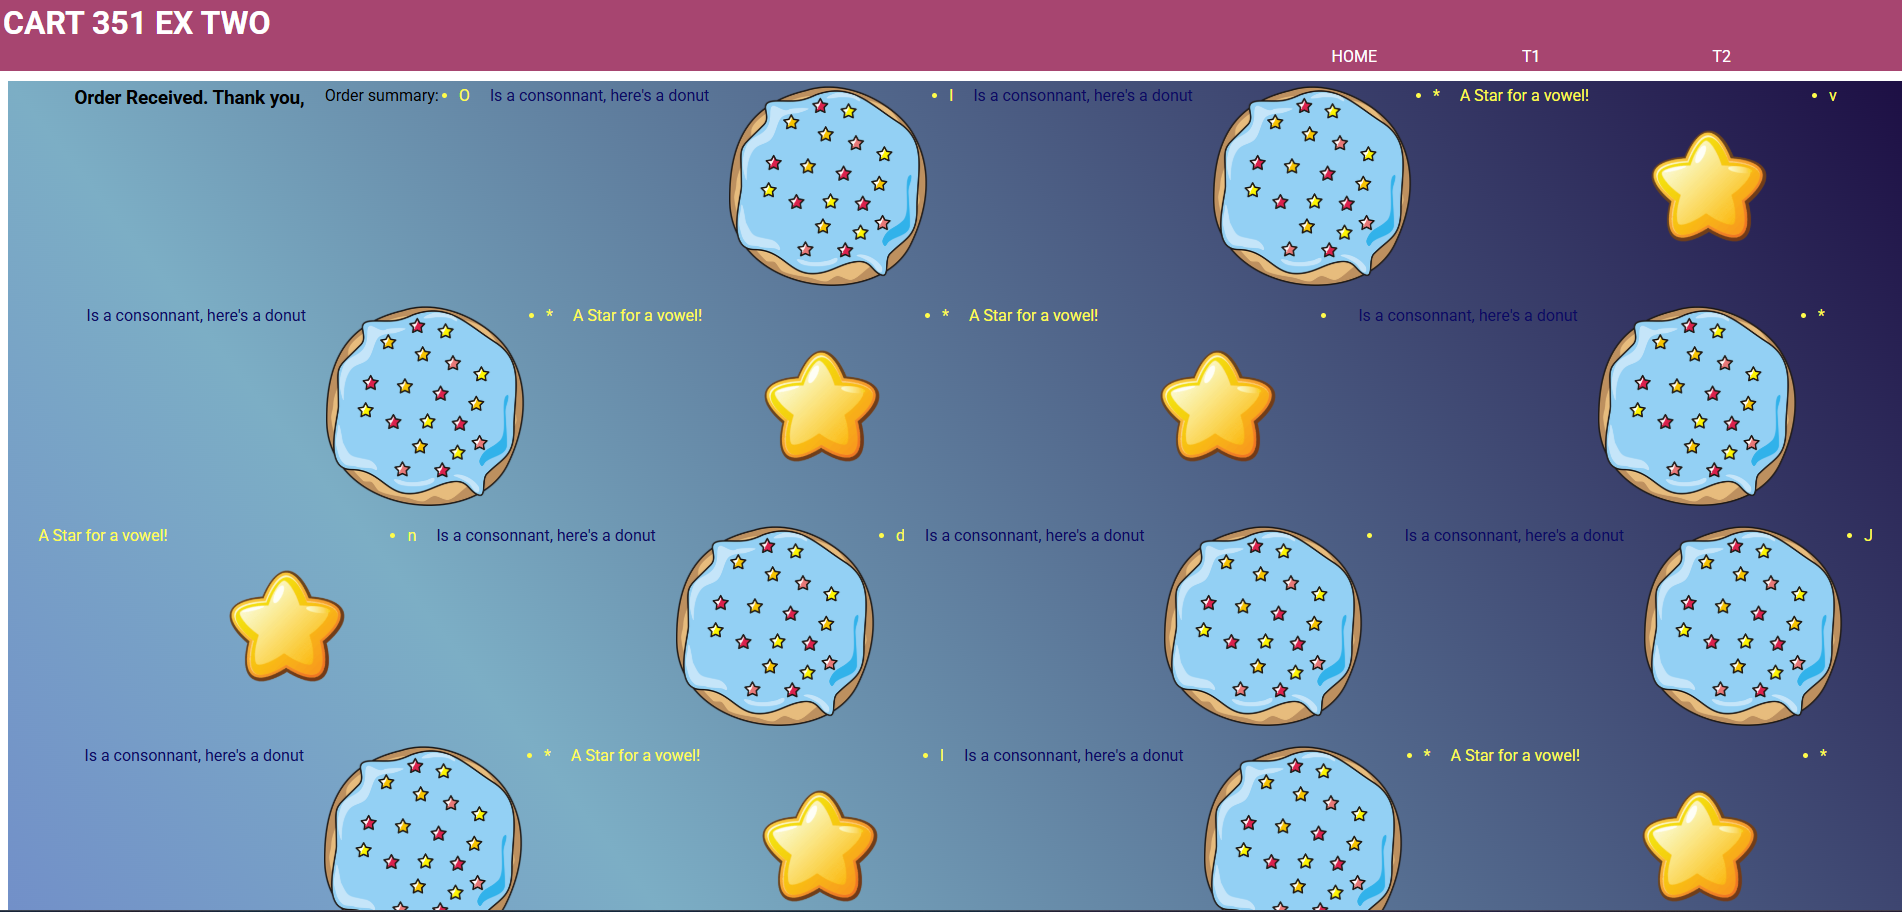 CART 351 EX TWO
HOME T1 T2
Order Received. Thank you, Order summary: • O Is a consonnant, here's a donut • l Is a consonnant, here's a donut • * A Star for a vowel! • v
Is a consonnant, here's a donut • * A Star for a vowel! • * A Star for a vowel! • Is a consonnant, here's a donut • *
A Star for a vowel! • n Is a consonnant, here's a donut • d Is a consonnant, here's a donut • Is a consonnant, here's a donut • J
Is a consonnant, here's a donut • * A Star for a vowel! • l Is a consonnant, here's a donut • * A Star for a vowel! • *